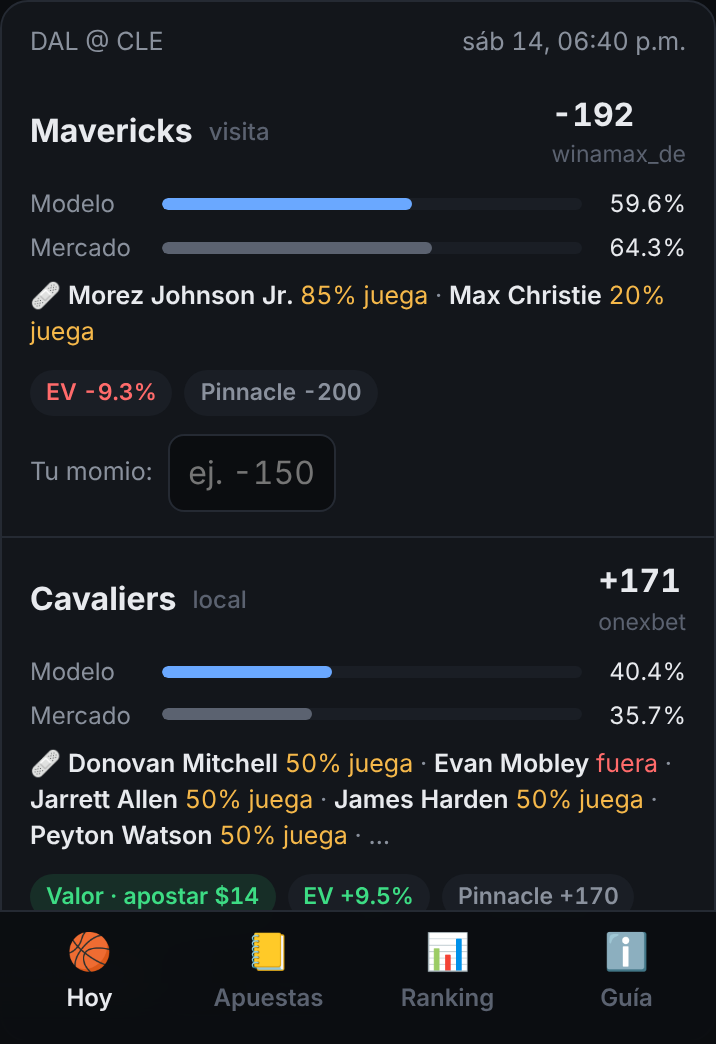 DAL @ CLE
sáb 14, 06:40 p.m.
Mavericks visita
-192
winamax_de
Modelo 59.6%
Mercado 64.3%
Morez Johnson Jr. 85% juega · Max Christie 20%
juega
EV -9.3% Pinnacle -200
Tu momio: ej. -150
Cavaliers local
+171
onexbet
Modelo 40.4%
Mercado 35.7%
Donovan Mitchell 50% juega · Evan Mobley fuera ·
Jarrett Allen 50% juega · James Harden 50% juega ·
Peyton Watson 50% juega · ...
Valor · apostar $14 EV +9.5% Pinnacle +170
Hoy Apuestas Ranking Guía